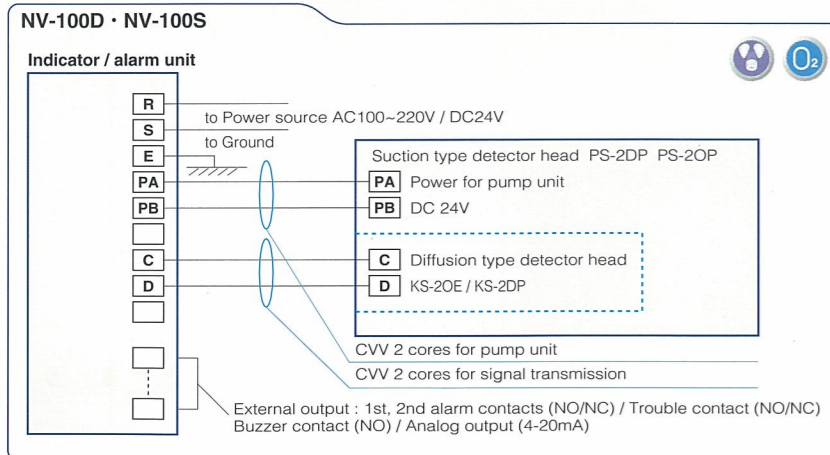 NV-100D・NV-100S
Indicator / alarm unit
O2
R
to Power source AC100~220V / DC24V
S
to Ground
E
Suction type detector head PS-2DP PS-2OP
PA
PA Power for pump unit
PB
PB DC 24V
C
C Diffusion type detector head
D
D KS-2OE / KS-2DP
CVV 2 cores for pump unit
CVV 2 cores for signal transmission
External output : 1st, 2nd alarm contacts (NO/NC) / Trouble contact (NO/NC)
Buzzer contact (NO) / Analog output (4-20mA)